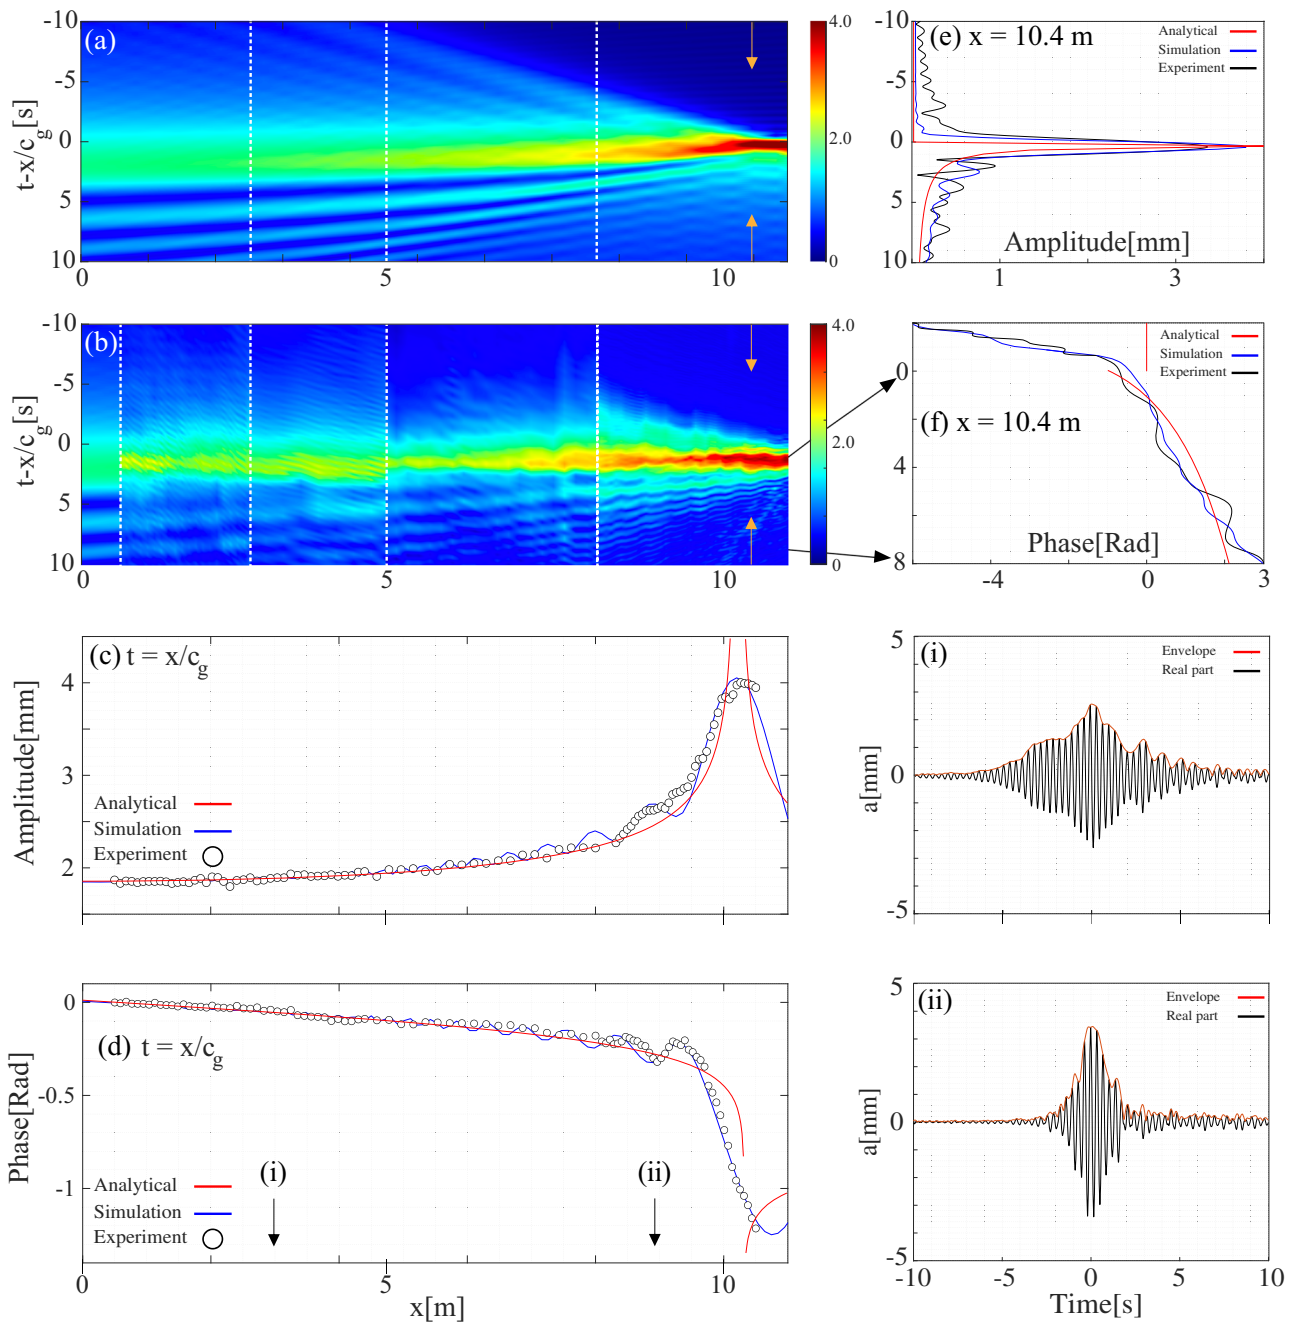 (a)
-10
-5
0
5
10
t-x/cg[s]
0
5
10
4.0
2.0
0
(e) x = 10.4 m
Analytical
Simulation
Experiment
-10
-5
0
5
10
Amplitude[mm]
1
3
(b)
-10
-5
0
5
10
t-x/cg[s]
0
5
10
4.0
2.0
0
Analytical
Simulation
Experiment
0
4
8
(f) x = 10.4 m
Phase[Rad]
-4
0
3
(c) t = x/cg
4
3
2
Amplitude[mm]
Analytical
Simulation
Experiment
(i)
Envelope
Real part
5
0
-5
a[mm]
(d) t = x/cg
0
-0.5
-1
Phase[Rad]
(i)
(ii)
Analytical
Simulation
Experiment
0
5
10
x[m]
(ii)
Envelope
Real part
5
0
-5
a[mm]
-10
-5
0
5
10
Time[s]